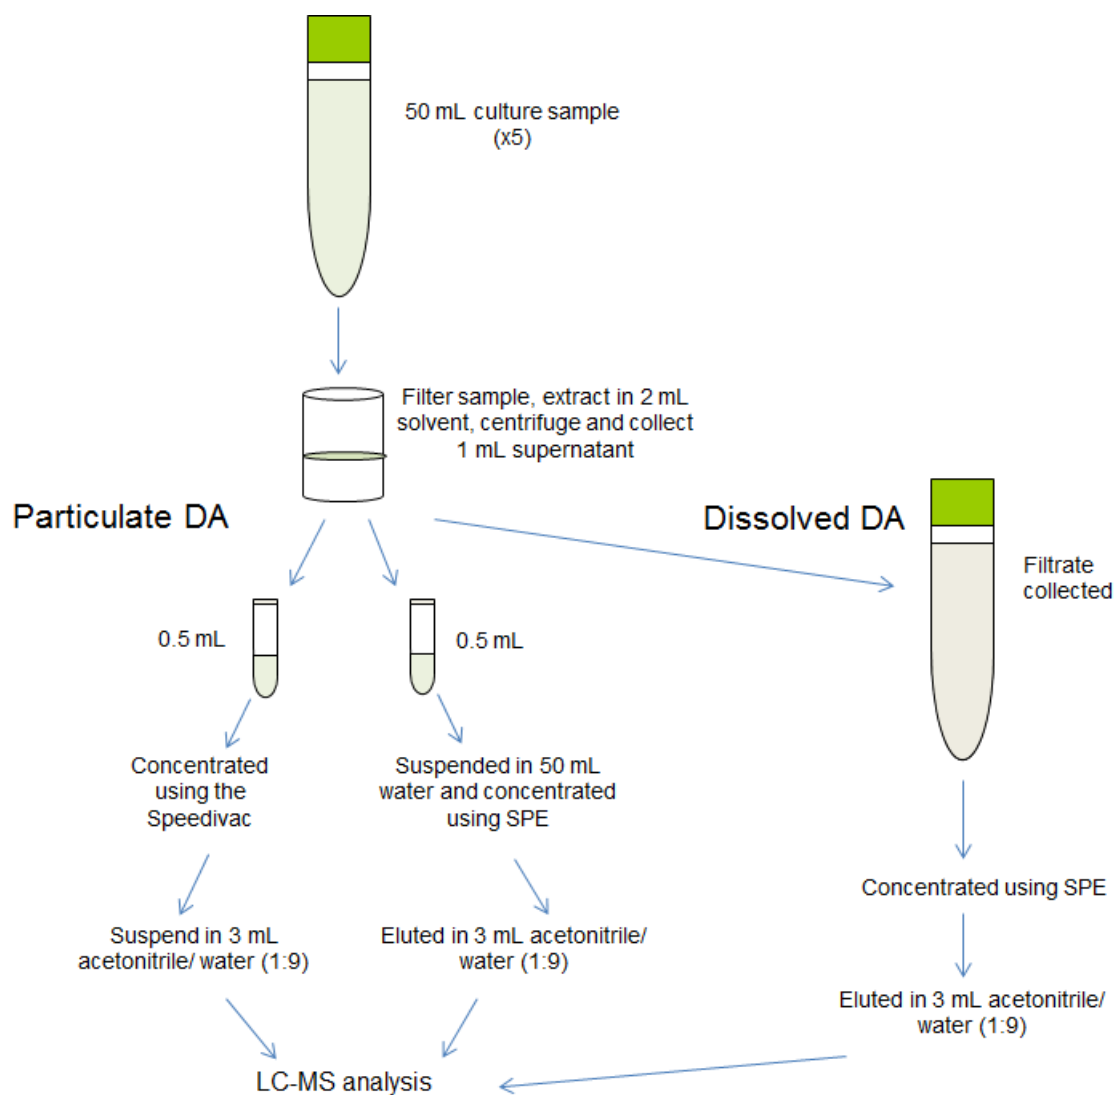 50 mL culture sample
(x5)
Filter sample, extract in 2 mL
solvent, centrifuge and collect
1 mL supernatant
Particulate DA
Dissolved DA
Filtrate
collected
0.5 mL
0.5 mL
Concentrated
using the
Speedivac
Suspended in 50 mL
water and concentrated
using SPE
Concentrated using SPE
Suspend in 3 mL
acetonitrile/ water (1:9)
Eluted in 3 mL acetonitrile/
water (1:9)
Eluted in 3 mL acetonitrile/
water (1:9)
LC-MS analysis